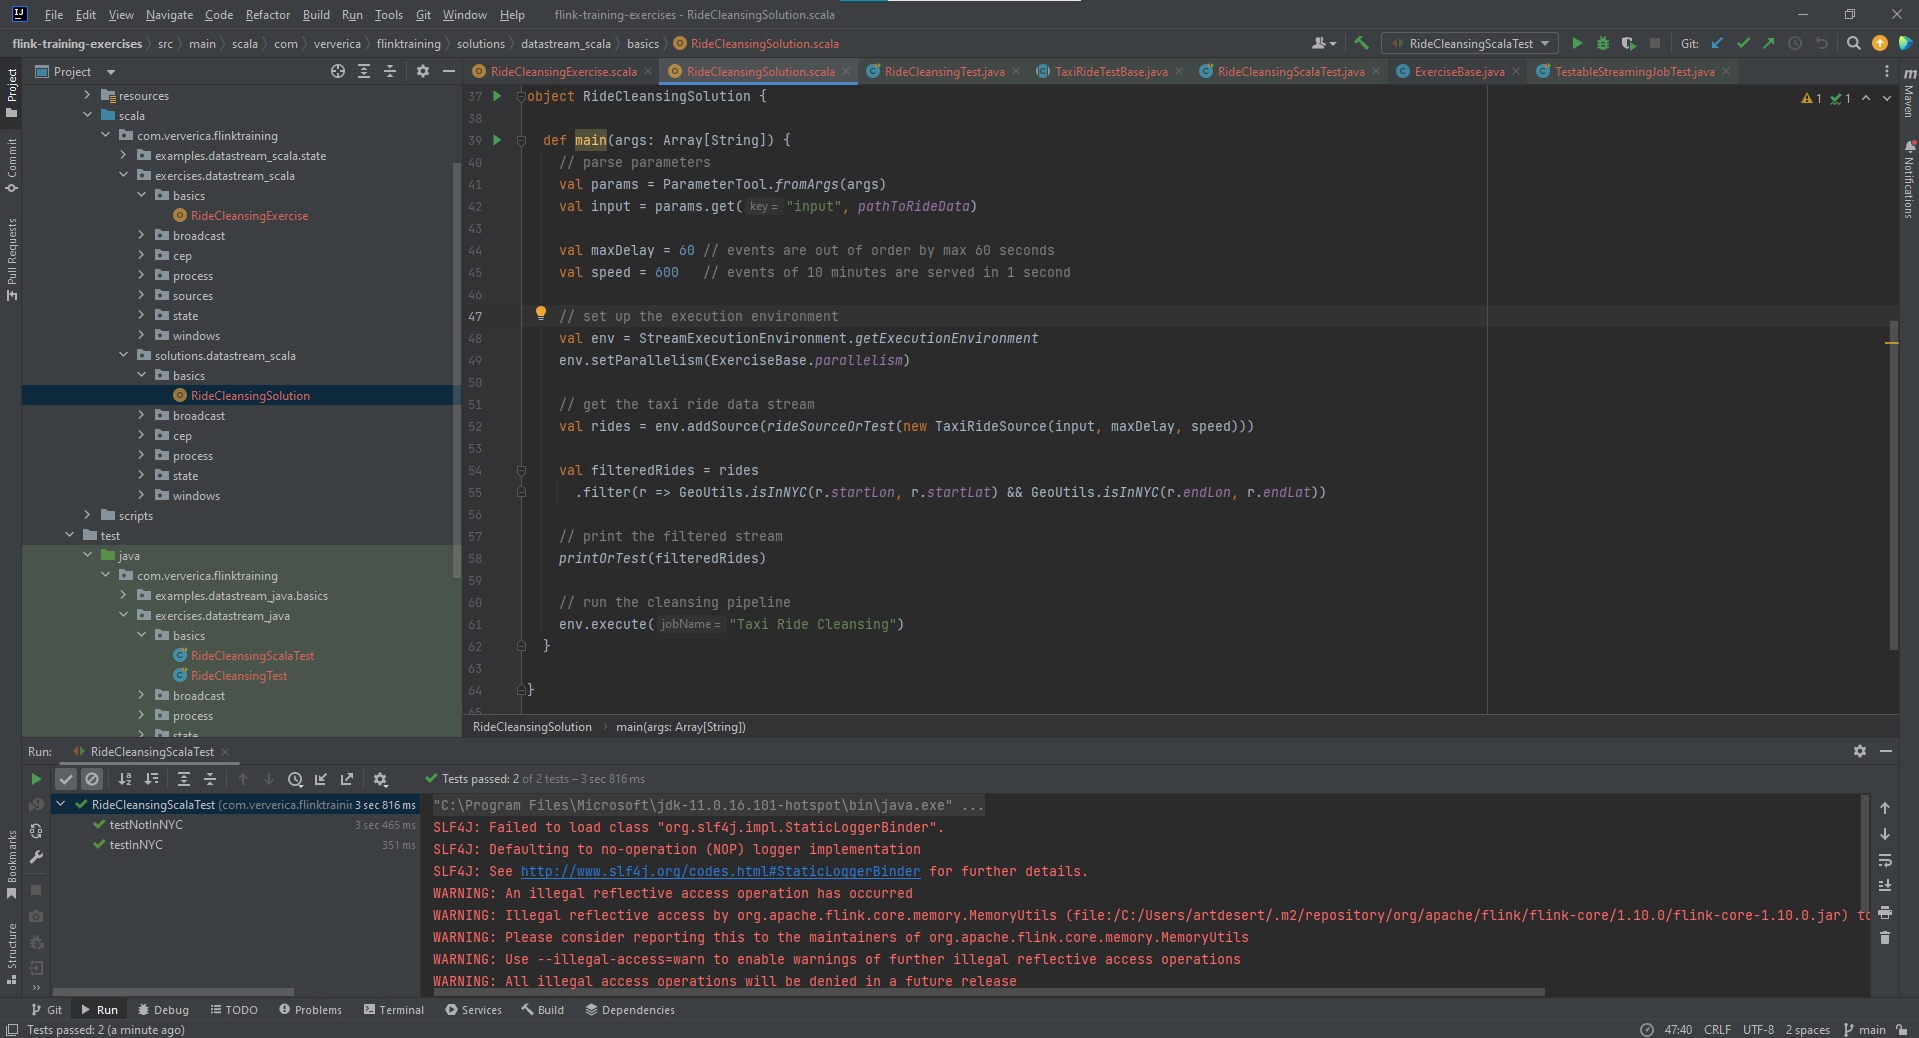 File Edit View Navigate Code Refactor Build Run Tools Git Window Help flink-training-exercises - RideCleansingSolution.scala
flink-training-exercises src main scala com ververica flinktraining solutions datastream_scala basics RideCleansingSolution.scala RideCleansingScalaTest Git:
Project
RideCleansingExercise.scala RideCleansingSolution.scala RideCleansingTest.java TaxiRideTestBase.java RideCleansingScalaTest.java ExerciseBase.java TestableStreamingJobTest.java
Project
Commit
Pull Requests
Bookmarks
Structure
resources
scala
com.ververica.flinktraining
examples.datastream_scala.state
exercises.datastream_scala
basics
RideCleansingExercise
broadcast
cep
process
sources
state
windows
solutions.datastream_scala
basics
RideCleansingSolution
broadcast
cep
process
state
windows
scripts
test
java
com.ververica.flinktraining
examples.datastream_java.basics
exercises.datastream_java
basics
RideCleansingScalaTest
RideCleansingTest
broadcast
process
state
1 1
37 object RideCleansingSolution {
38
39 def main(args: Array[String]) {
40 // parse parameters
41 val params = ParameterTool.fromArgs(args)
42 val input = params.get( key = "input", pathToRideData)
43
44 val maxDelay = 60 // events are out of order by max 60 seconds
45 val speed = 600 // events of 10 minutes are served in 1 second
46
47 // set up the execution environment
48 val env = StreamExecutionEnvironment.getExecutionEnvironment
49 env.setParallelism(ExerciseBase.parallelism)
50
51 // get the taxi ride data stream
52 val rides = env.addSource(rideSourceOrTest(new TaxiRideSource(input, maxDelay, speed)))
53
54 val filteredRides = rides
55 .filter(r => GeoUtils.isInNYC(r.startLon, r.startLat) && GeoUtils.isInNYC(r.endLon, r.endLat))
56
57 // print the filtered stream
58 printOrTest(filteredRides)
59
60 // run the cleansing pipeline
61 env.execute( jobName = "Taxi Ride Cleansing")
62 }
63
64 }
65
RideCleansingSolution main(args: Array[String])
Maven
Notifications
Run: RideCleansingScalaTest
Tests passed: 2 of 2 tests – 3 sec 816 ms
RideCleansingScalaTest (com.ververica.flinktrainin 3 sec 816 ms
testNotInNYC 3 sec 465 ms
testInNYC 351 ms
"C:\Program Files\Microsoft\jdk-11.0.16.101-hotspot\bin\java.exe" ...
SLF4J: Failed to load class "org.slf4j.impl.StaticLoggerBinder".
SLF4J: Defaulting to no-operation (NOP) logger implementation
SLF4J: See http://www.slf4j.org/codes.html#StaticLoggerBinder for further details.
WARNING: An illegal reflective access operation has occurred
WARNING: Illegal reflective access by org.apache.flink.core.memory.MemoryUtils (file:/C:/Users/artdesert/.m2/repository/org/apache/flink/flink-core/1.10.0/flink-core-1.10.0.jar) to
WARNING: Please consider reporting this to the maintainers of org.apache.flink.core.memory.MemoryUtils
WARNING: Use --illegal-access=warn to enable warnings of further illegal reflective access operations
WARNING: All illegal access operations will be denied in a future release
Git Run Debug TODO Problems Terminal Services Build Dependencies
Tests passed: 2 (a minute ago) 47:40 CRLF UTF-8 2 spaces main